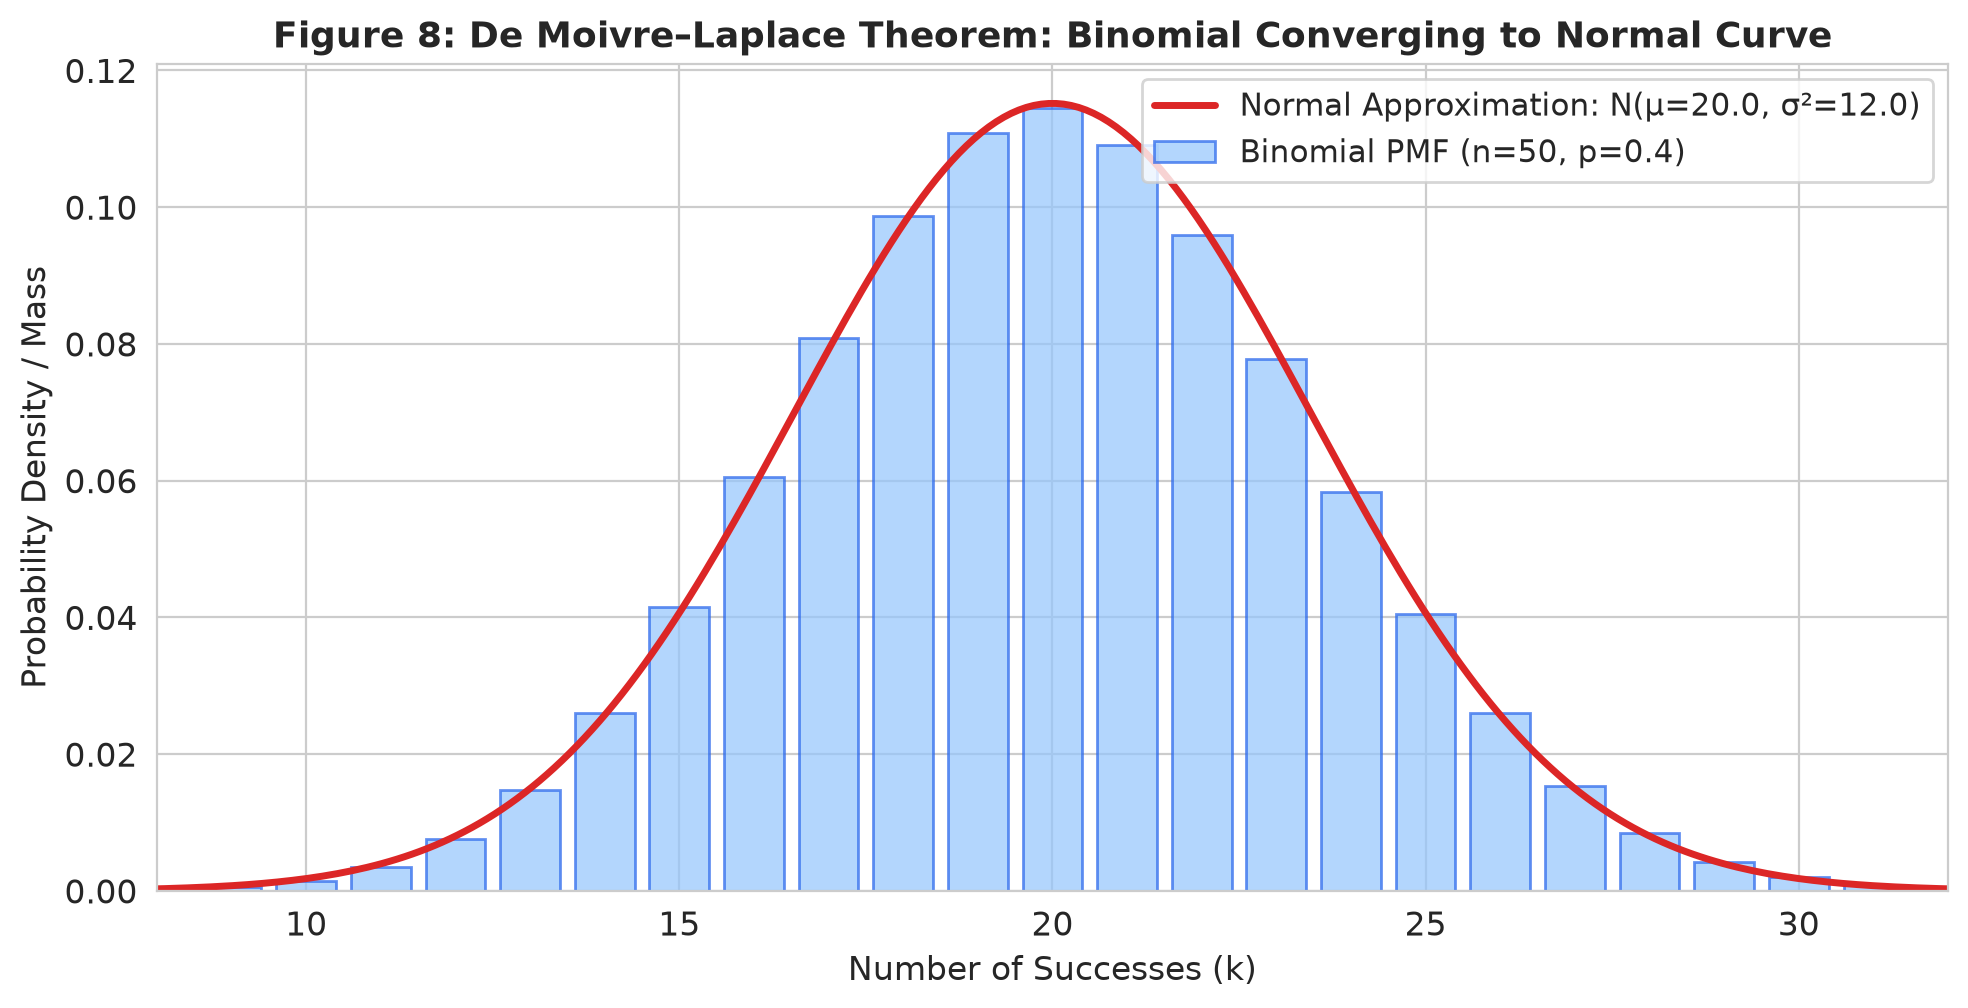 Figure 8: De Moivre–Laplace Theorem: Binomial Converging to Normal Curve
Normal Approximation: N(μ=20.0, σ²=12.0)
Binomial PMF (n=50, p=0.4)
Probability Density / Mass
0.12
0.10
0.08
0.06
0.04
0.02
0.00
10 15 20 25 30
Number of Successes (k)